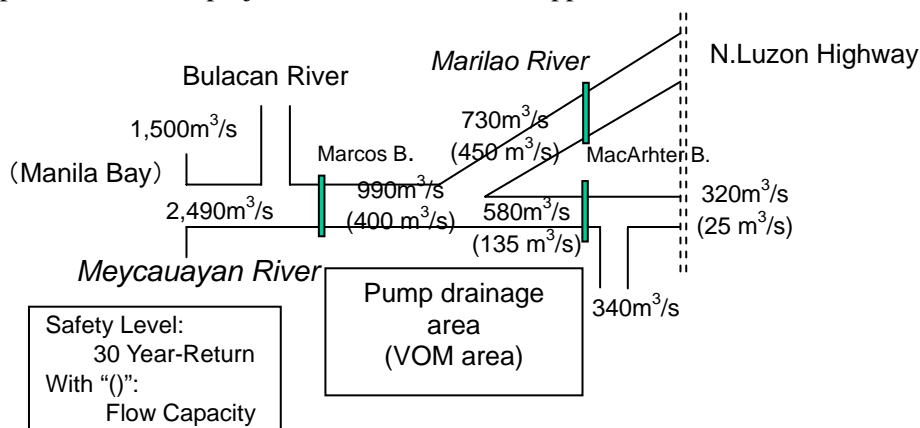 Bulacan River
Marilao River
N.Luzon Highway
1,500m³/s
730m³/s
(450 m³/s)
Marcos B.
MacArhter B.
(Manila Bay)
990m³/s
(400 m³/s)
2,490m³/s
580m³/s
(135 m³/s)
320m³/s
(25 m³/s)
Meycauayan River
340m³/s
Pump drainage
area
(VOM area)
Safety Level:
30 Year-Return
With “()”:
Flow Capacity